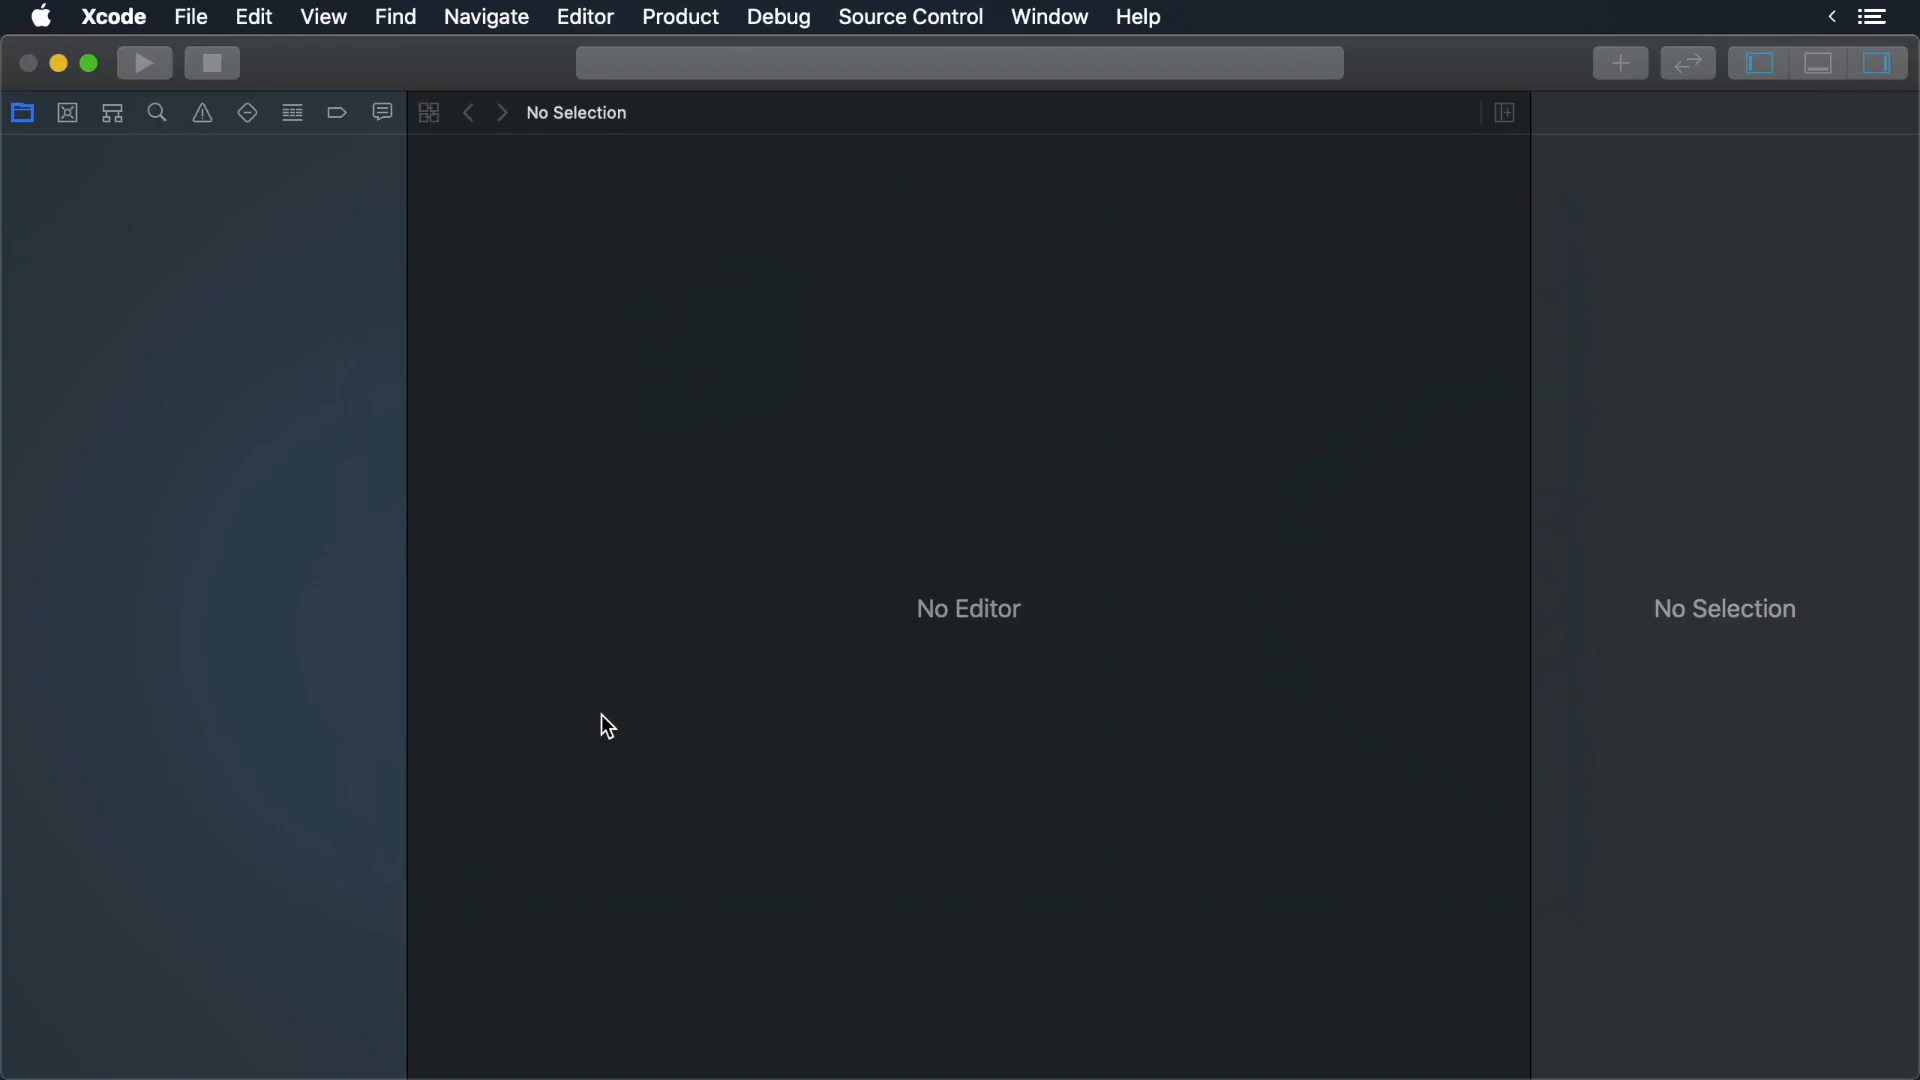 Xcode File Edit View Find Navigate Editor Product Debug Source Control Window Help
No Selection
No Editor
No Selection